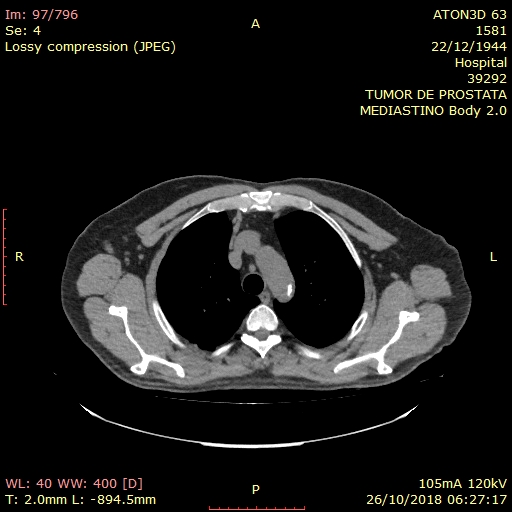 Im: 97/796
Se: 4
Lossy compression (JPEG)
A
ATON3D 63
1581
22/12/1944
Hospital
39292
TUMOR DE PROSTATA
MEDIASTINO Body 2.0
R
L
WL: 40 WW: 400 [D]
T: 2.0mm L: -894.5mm
P
105mA 120kV
26/10/2018 06:27:17